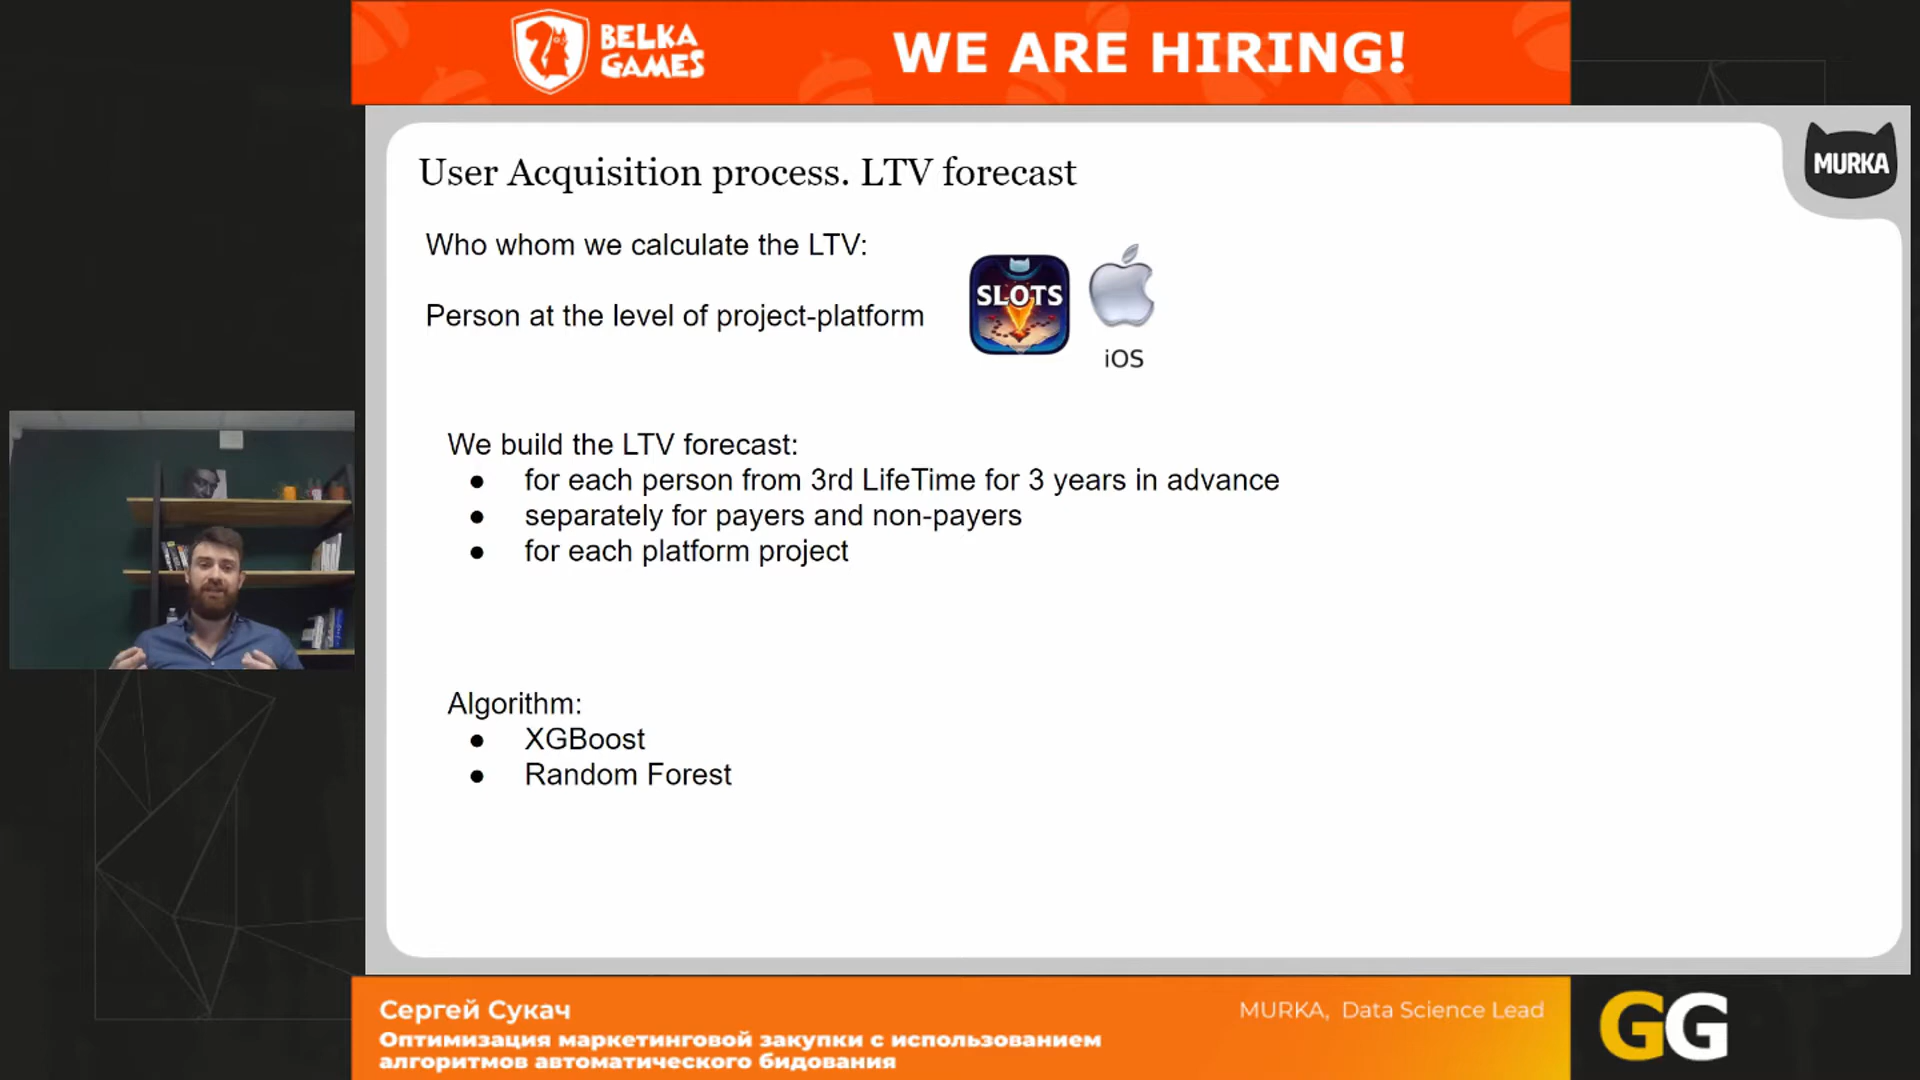 BELKA
GAMES
WE ARE HIRING!
MURKA
User Acquisition process. LTV forecast
Who whom we calculate the LTV:
SLOTS
Person at the level of project-platform
iOS
We build the LTV forecast:
● for each person from 3rd LifeTime for 3 years in advance
● separately for payers and non-payers
● for each platform project
Algorithm:
● XGBoost
● Random Forest
Сергей Сукач
MURKA, Data Science Lead
Оптимизация маркетинговой закупки с использованием
алгоритмов автоматического бидования
GG